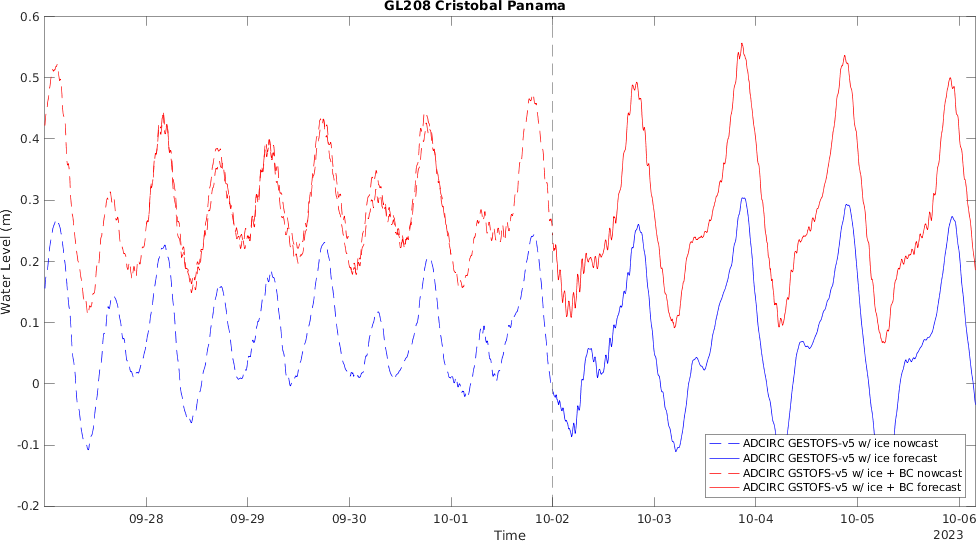 GL208 Cristobal Panama
Water Level (m)
0.6
0.5
0.4
0.3
0.2
0.1
0
-0.1
-0.2
ADCIRC GESTOFS-v5 w/ ice nowcast
ADCIRC GESTOFS-v5 w/ ice forecast
ADCIRC GSTOFS-v5 w/ ice + BC nowcast
ADCIRC GSTOFS-v5 w/ ice + BC forecast
09-28 09-29 09-30 10-01 10-02 10-03 10-04 10-05 10-06
Time 2023